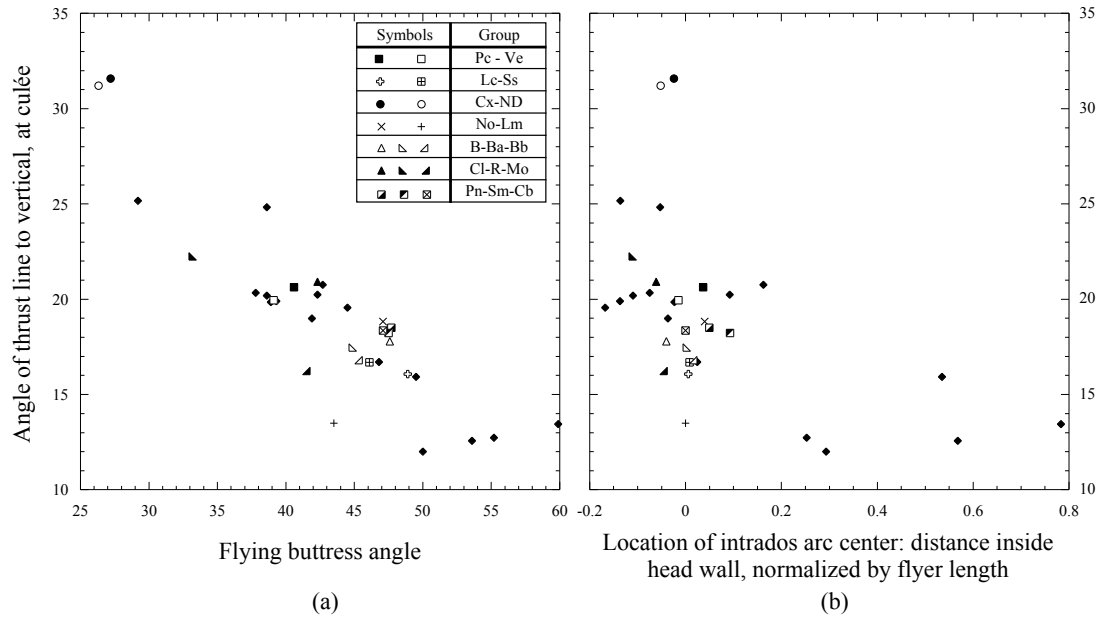 35
30
25
20
15
10
25 30 35 40 45 50 55 60
Angle of thrust line to vertical, at culée
Flying buttress angle
(a)
Symbols Group
Pc - Ve
Lc-Ss
Cx-ND
No-Lm
B-Ba-Bb
Cl-R-Mo
Pn-Sm-Cb
35
30
25
20
15
10
-0.2 0 0.2 0.4 0.6 0.8
Location of intrados arc center: distance inside
head wall, normalized by flyer length
(b)